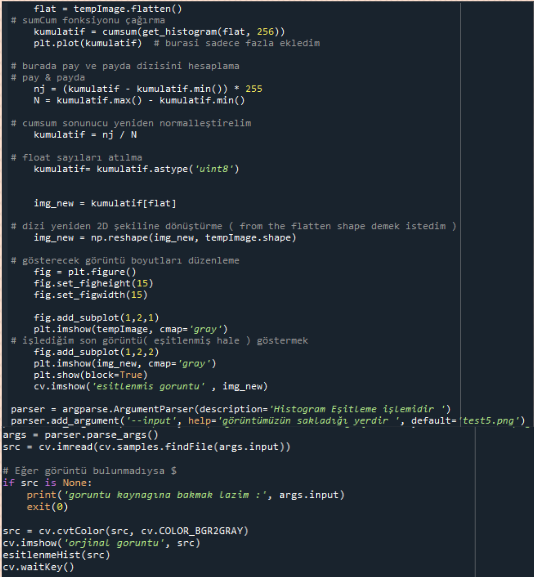 flat = tempImage.flatten()
# sumCum fonksiyonu çağırma
kumulatif = cumsum(get_histogram(flat, 256))
plt.plot(kumulatif) # burasi sadece fazla ekledim
# burada pay ve payda dizisini hesaplama
# pay & payda
nj = (kumulatif - kumulatif.min()) * 255
N = kumulatif.max() - kumulatif.min()
# cumsum sonunucu yeniden normalleştirelim
kumulatif = nj / N
# float sayıları atılma
kumulatif= kumulatif.astype('uint8')
img_new = kumulatif[flat]
# dizi yeniden 2D şekiline dönüştürme ( from the flatten shape demek istedim )
img_new = np.reshape(img_new, tempImage.shape)
# gösterecek görüntü boyutları düzenleme
fig = plt.figure()
fig.set_figheight(15)
fig.set_figwidth(15)
fig.add_subplot(1,2,1)
plt.imshow(tempImage, cmap='gray')
# işlediğim son görüntü( eşitlenmiş hale ) göstermek
fig.add_subplot(1,2,2)
plt.imshow(img_new, cmap='gray')
plt.show(block=True)
cv.imshow('esitlenmis goruntu' , img_new)
parser = argparse.ArgumentParser(description='Histogram Eşitleme işlemidir ')
parser.add_argument('--input', help='görüntümüzün sakladığı yerdir ', default='test5.png')
args = parser.parse_args()
src = cv.imread(cv.samples.findFile(args.input))
# Eğer görüntü bulunmadıysa $
if src is None:
print('goruntu kaynagına bakmak lazim :', args.input)
exit(0)
src = cv.cvtColor(src, cv.COLOR_BGR2GRAY)
cv.imshow('orjinal goruntu', src)
esitlenmeHist(src)
cv.waitKey()